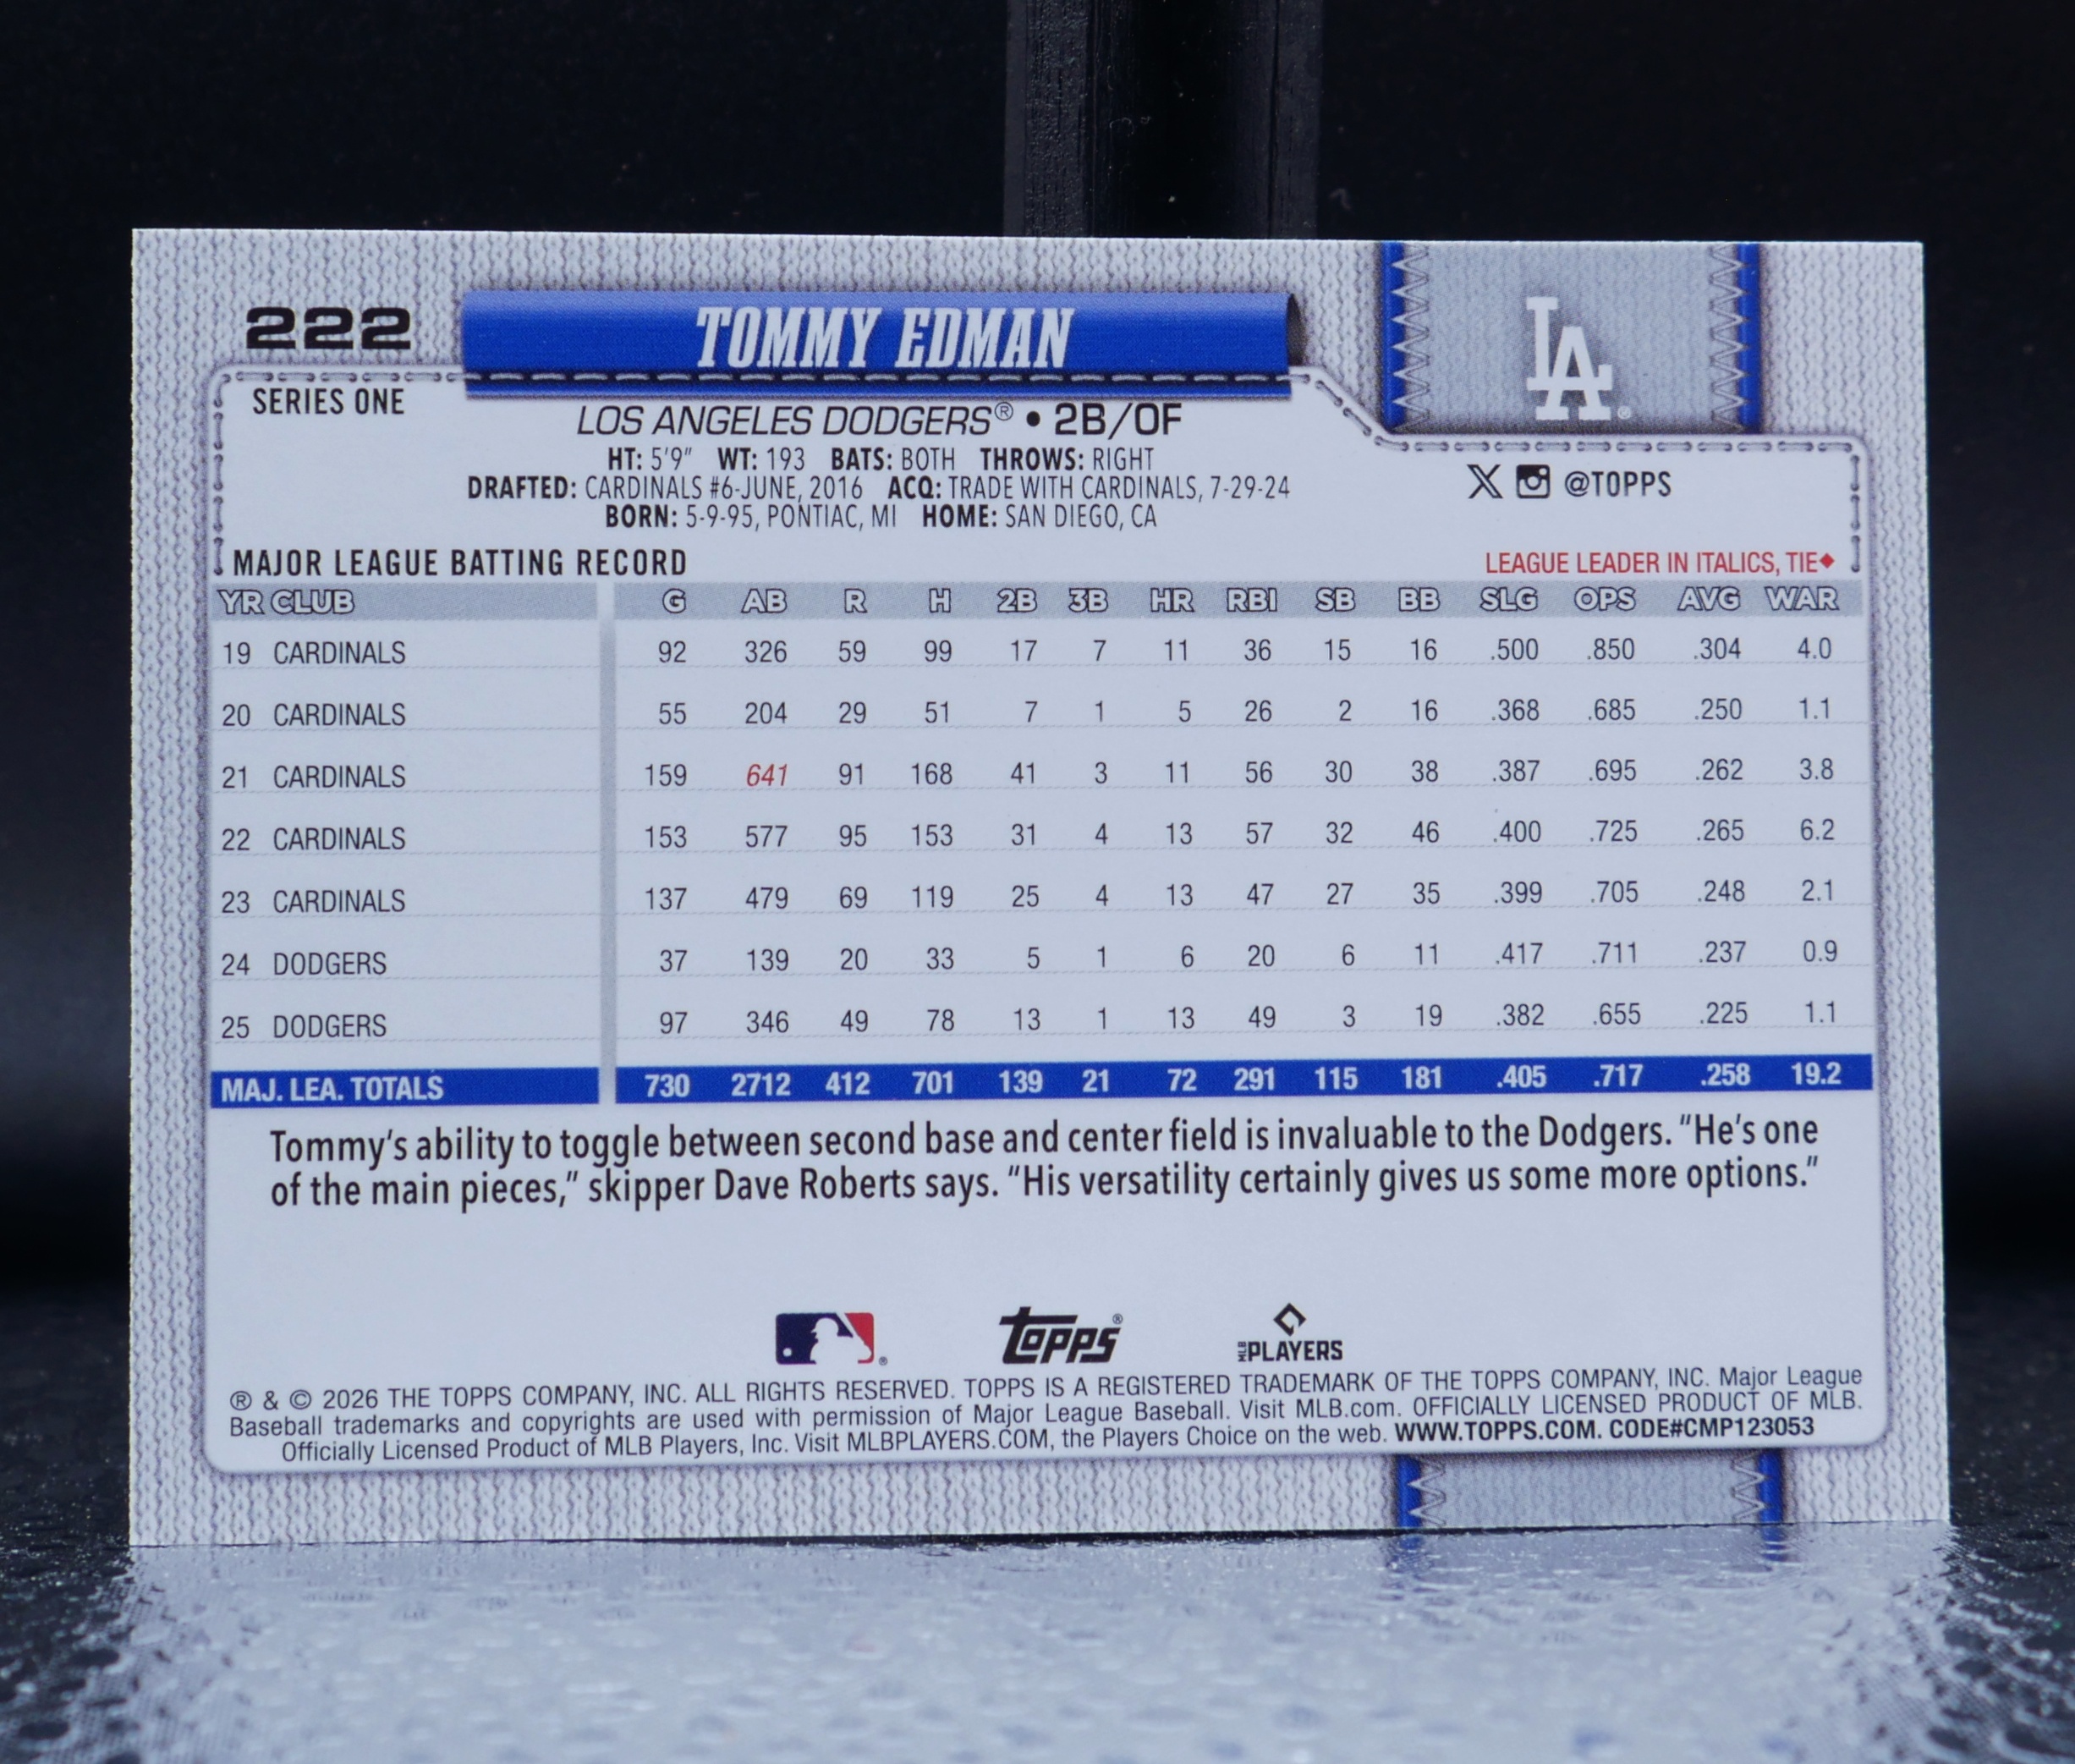 222
TOMMY EDMAN
LA®
SERIES ONE
LOS ANGELES DODGERS® • 2B/OF
HT: 5'9" WT: 193 BATS: BOTH THROWS: RIGHT
DRAFTED: CARDINALS #6-JUNE, 2016 ACQ: TRADE WITH CARDINALS, 7-29-24
BORN: 5-9-95, PONTIAC, MI HOME: SAN DIEGO, CA
X @TOPPS
MAJOR LEAGUE BATTING RECORD
LEAGUE LEADER IN ITALICS, TIE♦
YR CLUB G AB R H 2B 3B HR RBI SB BB SLG OPS AVG WAR
19 CARDINALS 92 326 59 99 17 7 11 36 15 16 .500 .850 .304 4.0
20 CARDINALS 55 204 29 51 7 1 5 26 2 16 .368 .685 .250 1.1
21 CARDINALS 159 641 91 168 41 3 11 56 30 38 .387 .695 .262 3.8
22 CARDINALS 153 577 95 153 31 4 13 57 32 46 .400 .725 .265 6.2
23 CARDINALS 137 479 69 119 25 4 13 47 27 35 .399 .705 .248 2.1
24 DODGERS 37 139 20 33 5 1 6 20 6 11 .417 .711 .237 0.9
25 DODGERS 97 346 49 78 13 1 13 49 3 19 .382 .655 .225 1.1
MAJ. LEA. TOTALS 730 2712 412 701 139 21 72 291 115 181 .405 .717 .258 19.2
Tommy's ability to toggle between second base and center field is invaluable to the Dodgers. "He's one
of the main pieces," skipper Dave Roberts says. "His versatility certainly gives us some more options."
®
Topps®
MLB PLAYERS
® & © 2026 THE TOPPS COMPANY, INC. ALL RIGHTS RESERVED. TOPPS IS A REGISTERED TRADEMARK OF THE TOPPS COMPANY, INC. Major League
Baseball trademarks and copyrights are used with permission of Major League Baseball. Visit MLB.com. OFFICIALLY LICENSED PRODUCT OF MLB.
Officially Licensed Product of MLB Players, Inc. Visit MLBPLAYERS.COM, the Players Choice on the web. WWW.TOPPS.COM. CODE#CMP123053